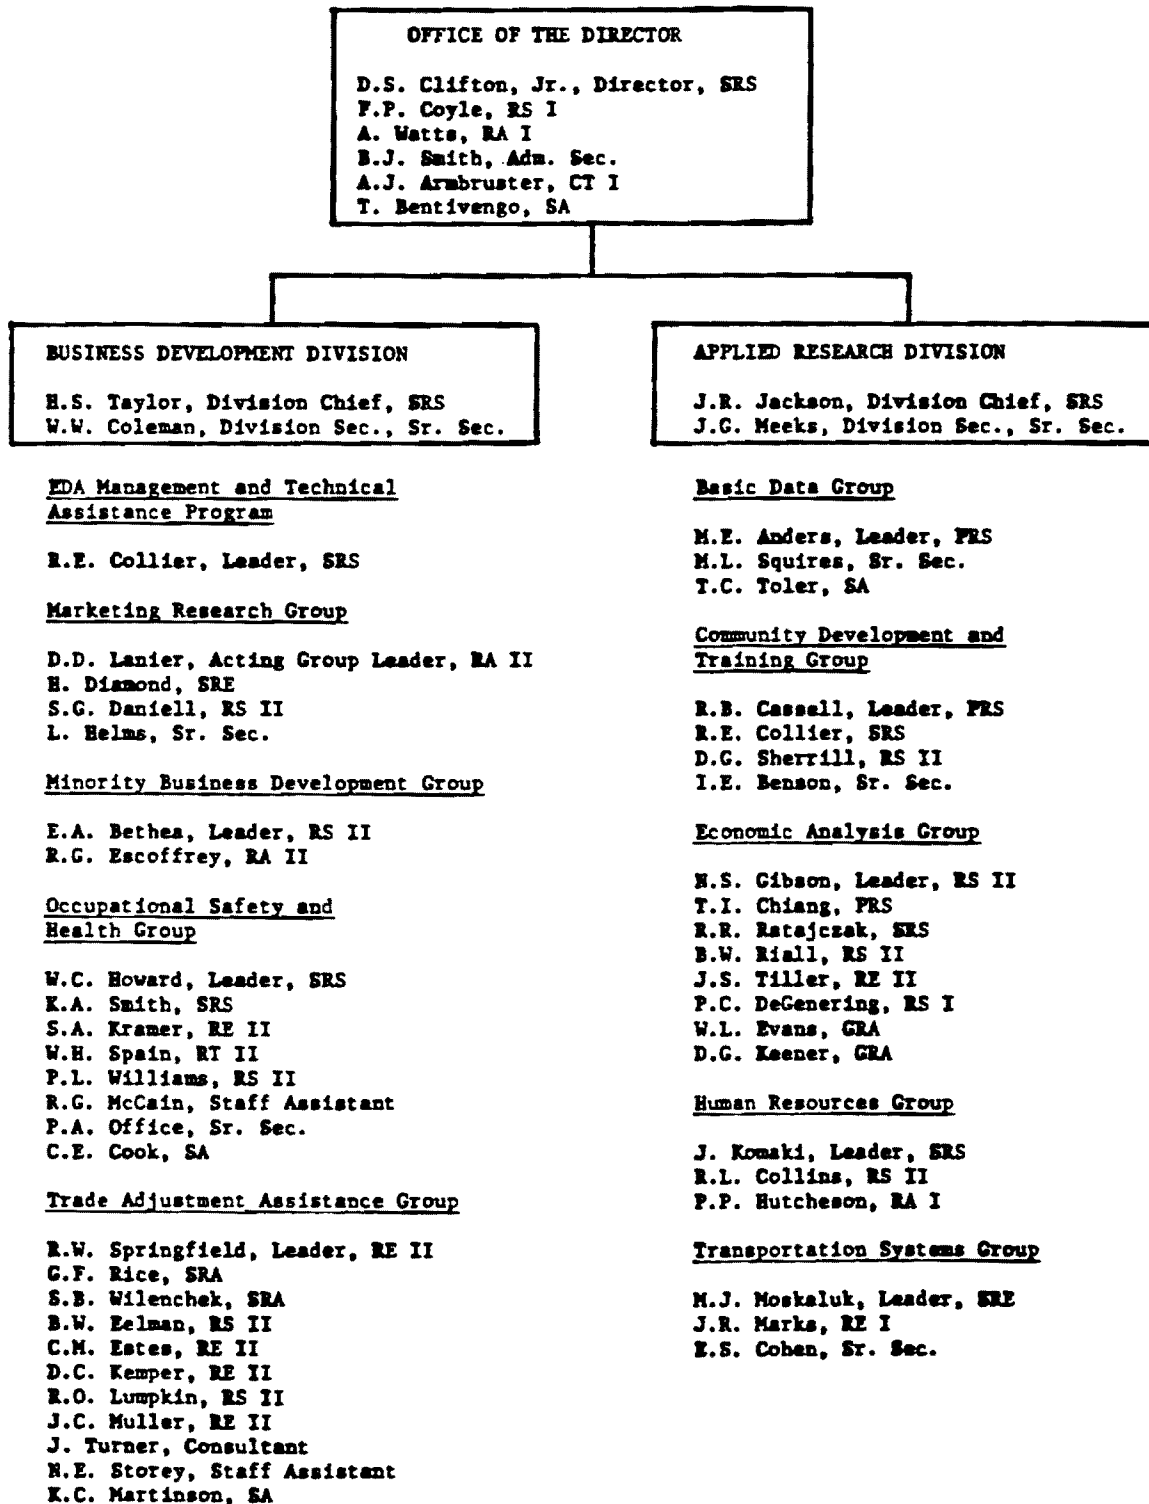 OFFICE OF THE DIRECTOR
D.S. Clifton, Jr., Director, SRS
F.P. Coyle, RS I
A. Watts, RA I
B.J. Smith, Adm. Sec.
A.J. Armbruster, CT I
T. Bentivengo, SA
BUSINESS DEVELOPMENT DIVISION
H.S. Taylor, Division Chief, SRS
W.W. Coleman, Division Sec., Sr. Sec.
EDA Management and Technical
Assistance Program
R.E. Collier, Leader, SRS
Marketing Research Group
D.D. Lanier, Acting Group Leader, RA II
H. Diamond, SRE
S.G. Daniell, RS II
L. Helms, Sr. Sec.
Minority Business Development Group
E.A. Bethea, Leader, RS II
R.G. Escoffrey, RA II
Occupational Safety and
Health Group
W.C. Howard, Leader, SRS
K.A. Smith, SRS
S.A. Kramer, RE II
W.H. Spain, RT II
P.L. Williams, RS II
R.G. McCain, Staff Assistant
P.A. Office, Sr. Sec.
C.E. Cook, SA
Trade Adjustment Assistance Group
R.W. Springfield, Leader, RE II
G.F. Rice, SRA
S.B. Wilenchek, SRA
B.W. Eelman, RS II
C.M. Estes, RE II
D.C. Kemper, RE II
R.O. Lumpkin, RS II
J.C. Muller, RE II
J. Turner, Consultant
N.E. Storey, Staff Assistant
K.C. Martinson, SA
APPLIED RESEARCH DIVISION
J.R. Jackson, Division Chief, SRS
J.G. Meeks, Division Sec., Sr. Sec.
Basic Data Group
M.E. Anders, Leader, PRS
M.L. Squires, Sr. Sec.
T.C. Toler, SA
Community Development and
Training Group
R.B. Cassell, Leader, PRS
R.E. Collier, SRS
D.G. Sherrill, RS II
I.E. Benson, Sr. Sec.
Economic Analysis Group
N.S. Gibson, Leader, RS II
T.I. Chiang, PRS
R.R. Ratajczak, SRS
B.W. Riall, RS II
J.S. Tiller, RE II
P.C. DeGenering, RS I
W.L. Evans, GRA
D.G. Keener, GRA
Human Resources Group
J. Komaki, Leader, SRS
R.L. Collins, RS II
P.P. Hutcheson, RA I
Transportation Systems Group
M.J. Moskaluk, Leader, SRE
J.R. Marks, RE I
E.S. Cohen, Sr. Sec.